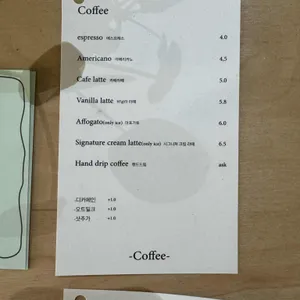 Coffee
espresso 에스프레소 4.0
Americano 아메리카노 4.5
Cafe latte 카페라떼 5.0
Vanilla latte 바닐라 라떼 5.8
Affogato(only ice) 아포가토 6.0
Signature cream latte(only ice) 시그니처 크림 라떼 6.5
Hand drip coffee 핸드드립 ask
-디카페인 +1.0
-오트밀크 +1.0
-샷추가 +1.0
-Coffee-